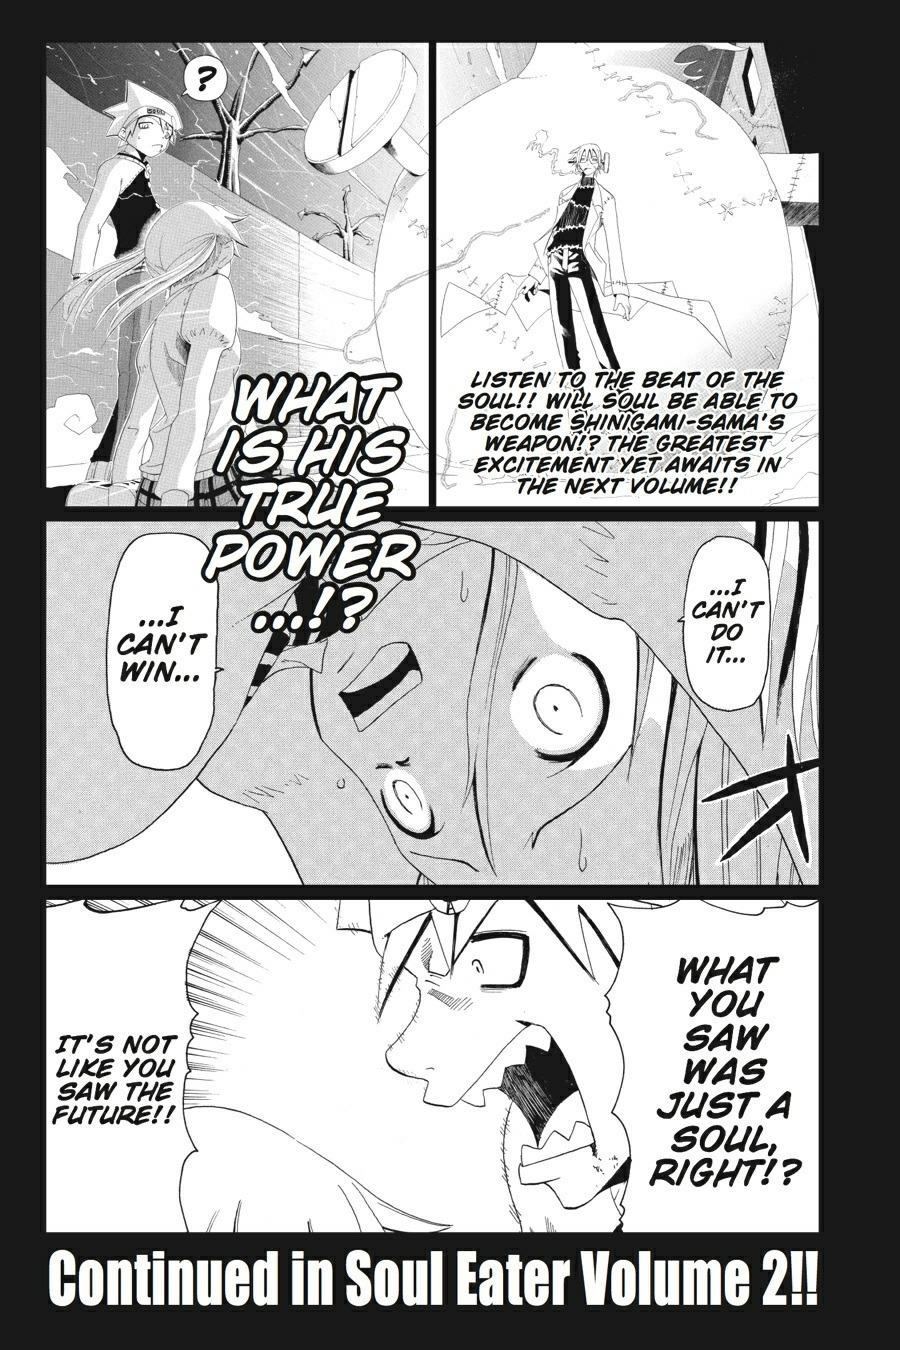 ?
LISTEN TO THE BEAT OF THE
SOUL!! WILL SOUL BE ABLE TO
BECOME SHINIGAMI-SAMA'S
WEAPON!? THE GREATEST
EXCITEMENT YET AWAITS IN
THE NEXT VOLUME!!
WHAT
IS HIS
TRUE
POWER
...!?
...I
CAN'T
DO
IT...
...I
CAN'T
WIN...
WHAT
YOU
SAW
WAS
JUST A
SOUL,
RIGHT!?
IT'S NOT
LIKE YOU
SAW THE
FUTURE!!
Continued in Soul Eater Volume 2!!